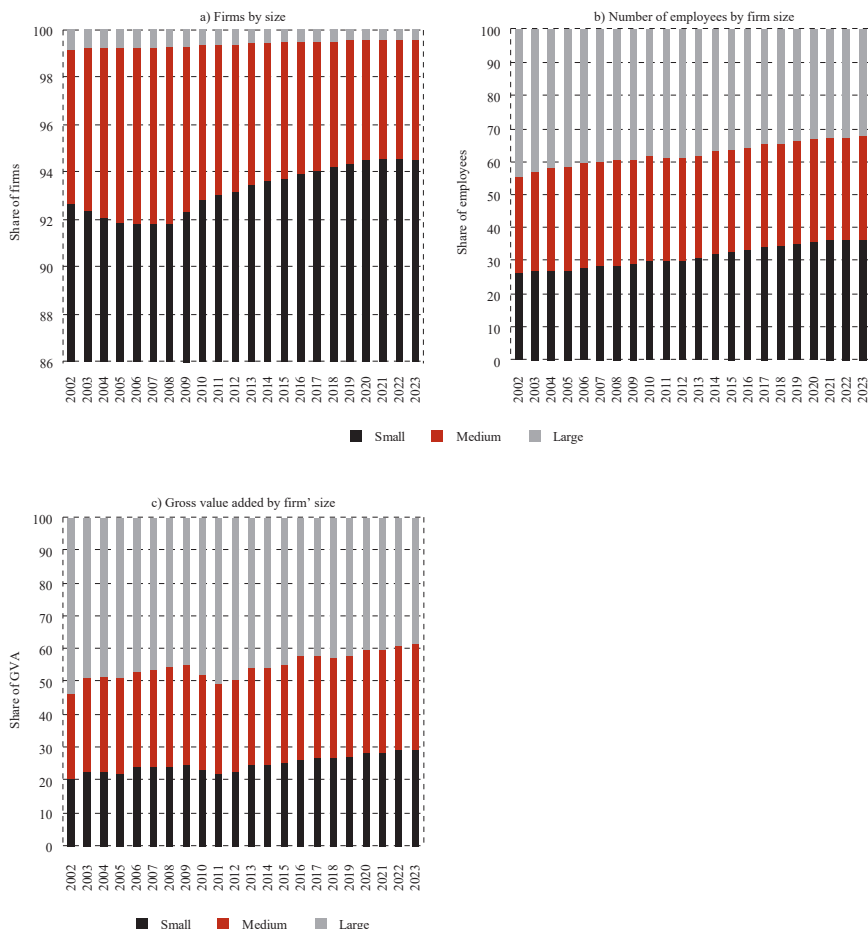 a) Firms by size
100
98
96
94
92
90
88
86
Share of firms
2002 2003 2004 2005 2006 2007 2008 2009 2010 2011 2012 2013 2014 2015 2016 2017 2018 2019 2020 2021 2022 2023
b) Number of employees by firm size
100
90
80
70
60
50
40
30
20
10
0
Share of employees
2002 2003 2004 2005 2006 2007 2008 2009 2010 2011 2012 2013 2014 2015 2016 2017 2018 2019 2020 2021 2022 2023
Small Medium Large
c) Gross value added by firm’ size
100
90
80
70
60
50
40
30
20
10
0
Share of GVA
2002 2003 2004 2005 2006 2007 2008 2009 2010 2011 2012 2013 2014 2015 2016 2017 2018 2019 2020 2021 2022 2023
Small Medium Large